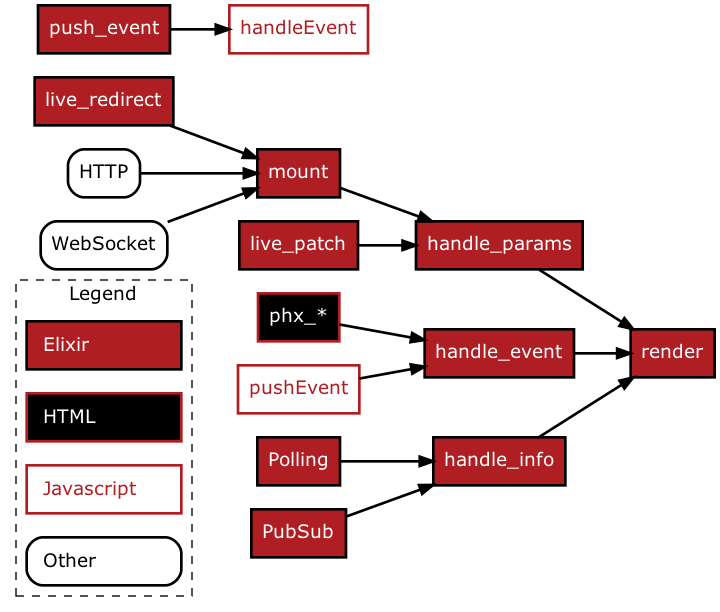 push_event
handleEvent
live_redirect
HTTP
mount
WebSocket
live_patch
handle_params
Legend
phx_*
Elixir
handle_event
render
pushEvent
HTML
Polling
handle_info
Javascript
PubSub
Other